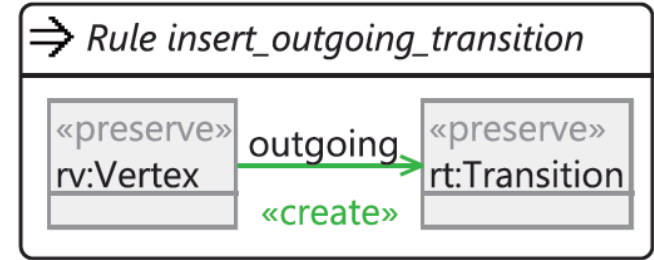 Rule insert_outgoing_transition
«preserve»
rv:Vertex
outgoing
«create»
«preserve»
rt:Transition